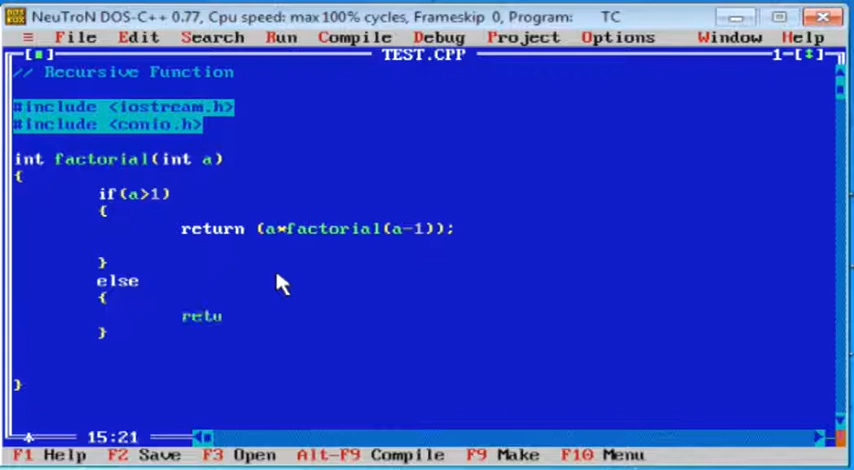 NeuTroN DOS-C++ 0.77, Cpu speed: max 100% cycles, Frameskip 0, Program: TC
≡ File Edit Search Run Compile Debug Project Options Window Help
[■] TEST.CPP 1-[↕]
// Recursive Function
#include <iostream.h>
#include <conio.h>
int factorial(int a)
{
if(a>1)
{
return (a*factorial(a-1));
}
else
{
retu
}
}
15:21
F1 Help F2 Save F3 Open Alt-F9 Compile F9 Make F10 Menu